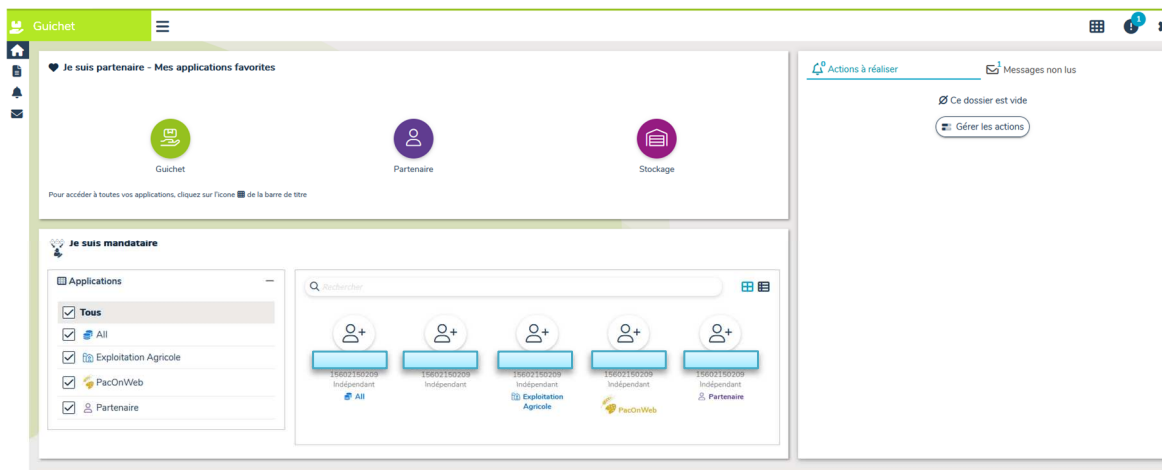 Guichet
1
Je suis partenaire - Mes applications favorites
Guichet
Partenaire
Stockage
Pour accéder à toutes vos applications, cliquez sur l'icone de la barre de titre
0 Actions à réaliser
1 Messages non lus
Ce dossier est vide
Gérer les actions
Je suis mandataire
Applications
Tous
All
Exploitation Agricole
PacOnWeb
Partenaire
Rechercher
15602150209
Indépendant
All
15602150209
Indépendant
15602150209
Indépendant
Exploitation
Agricole
15602150209
Indépendant
PacOnWeb
15602150209
Indépendant
Partenaire